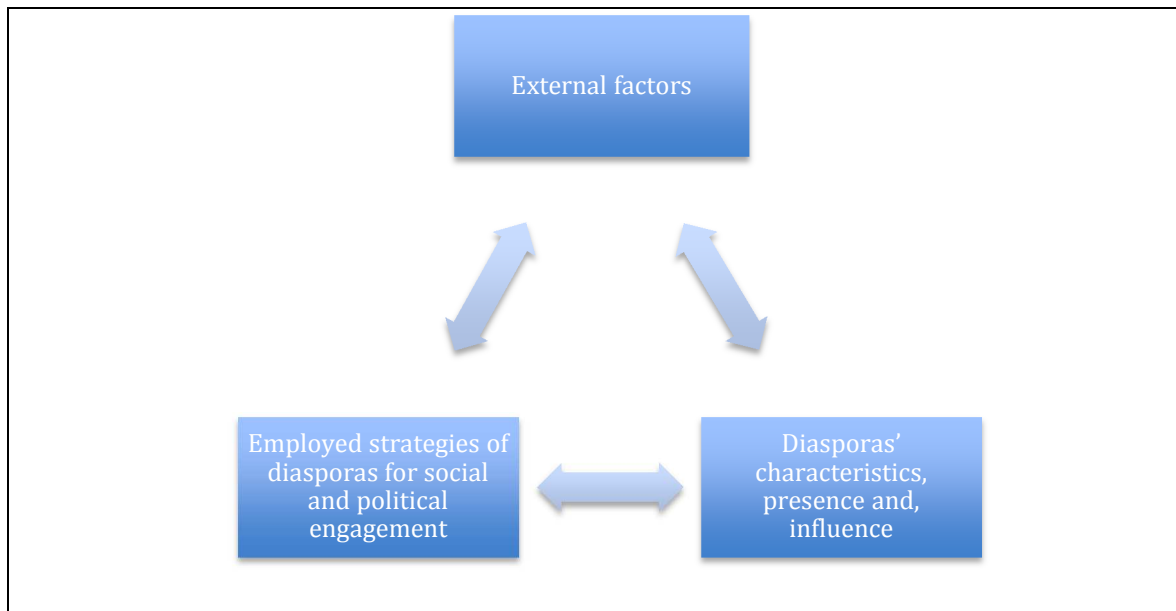 External factors
Employed strategies of
diasporas for social
and political
engagement
Diasporas’
characteristics,
presence and,
influence